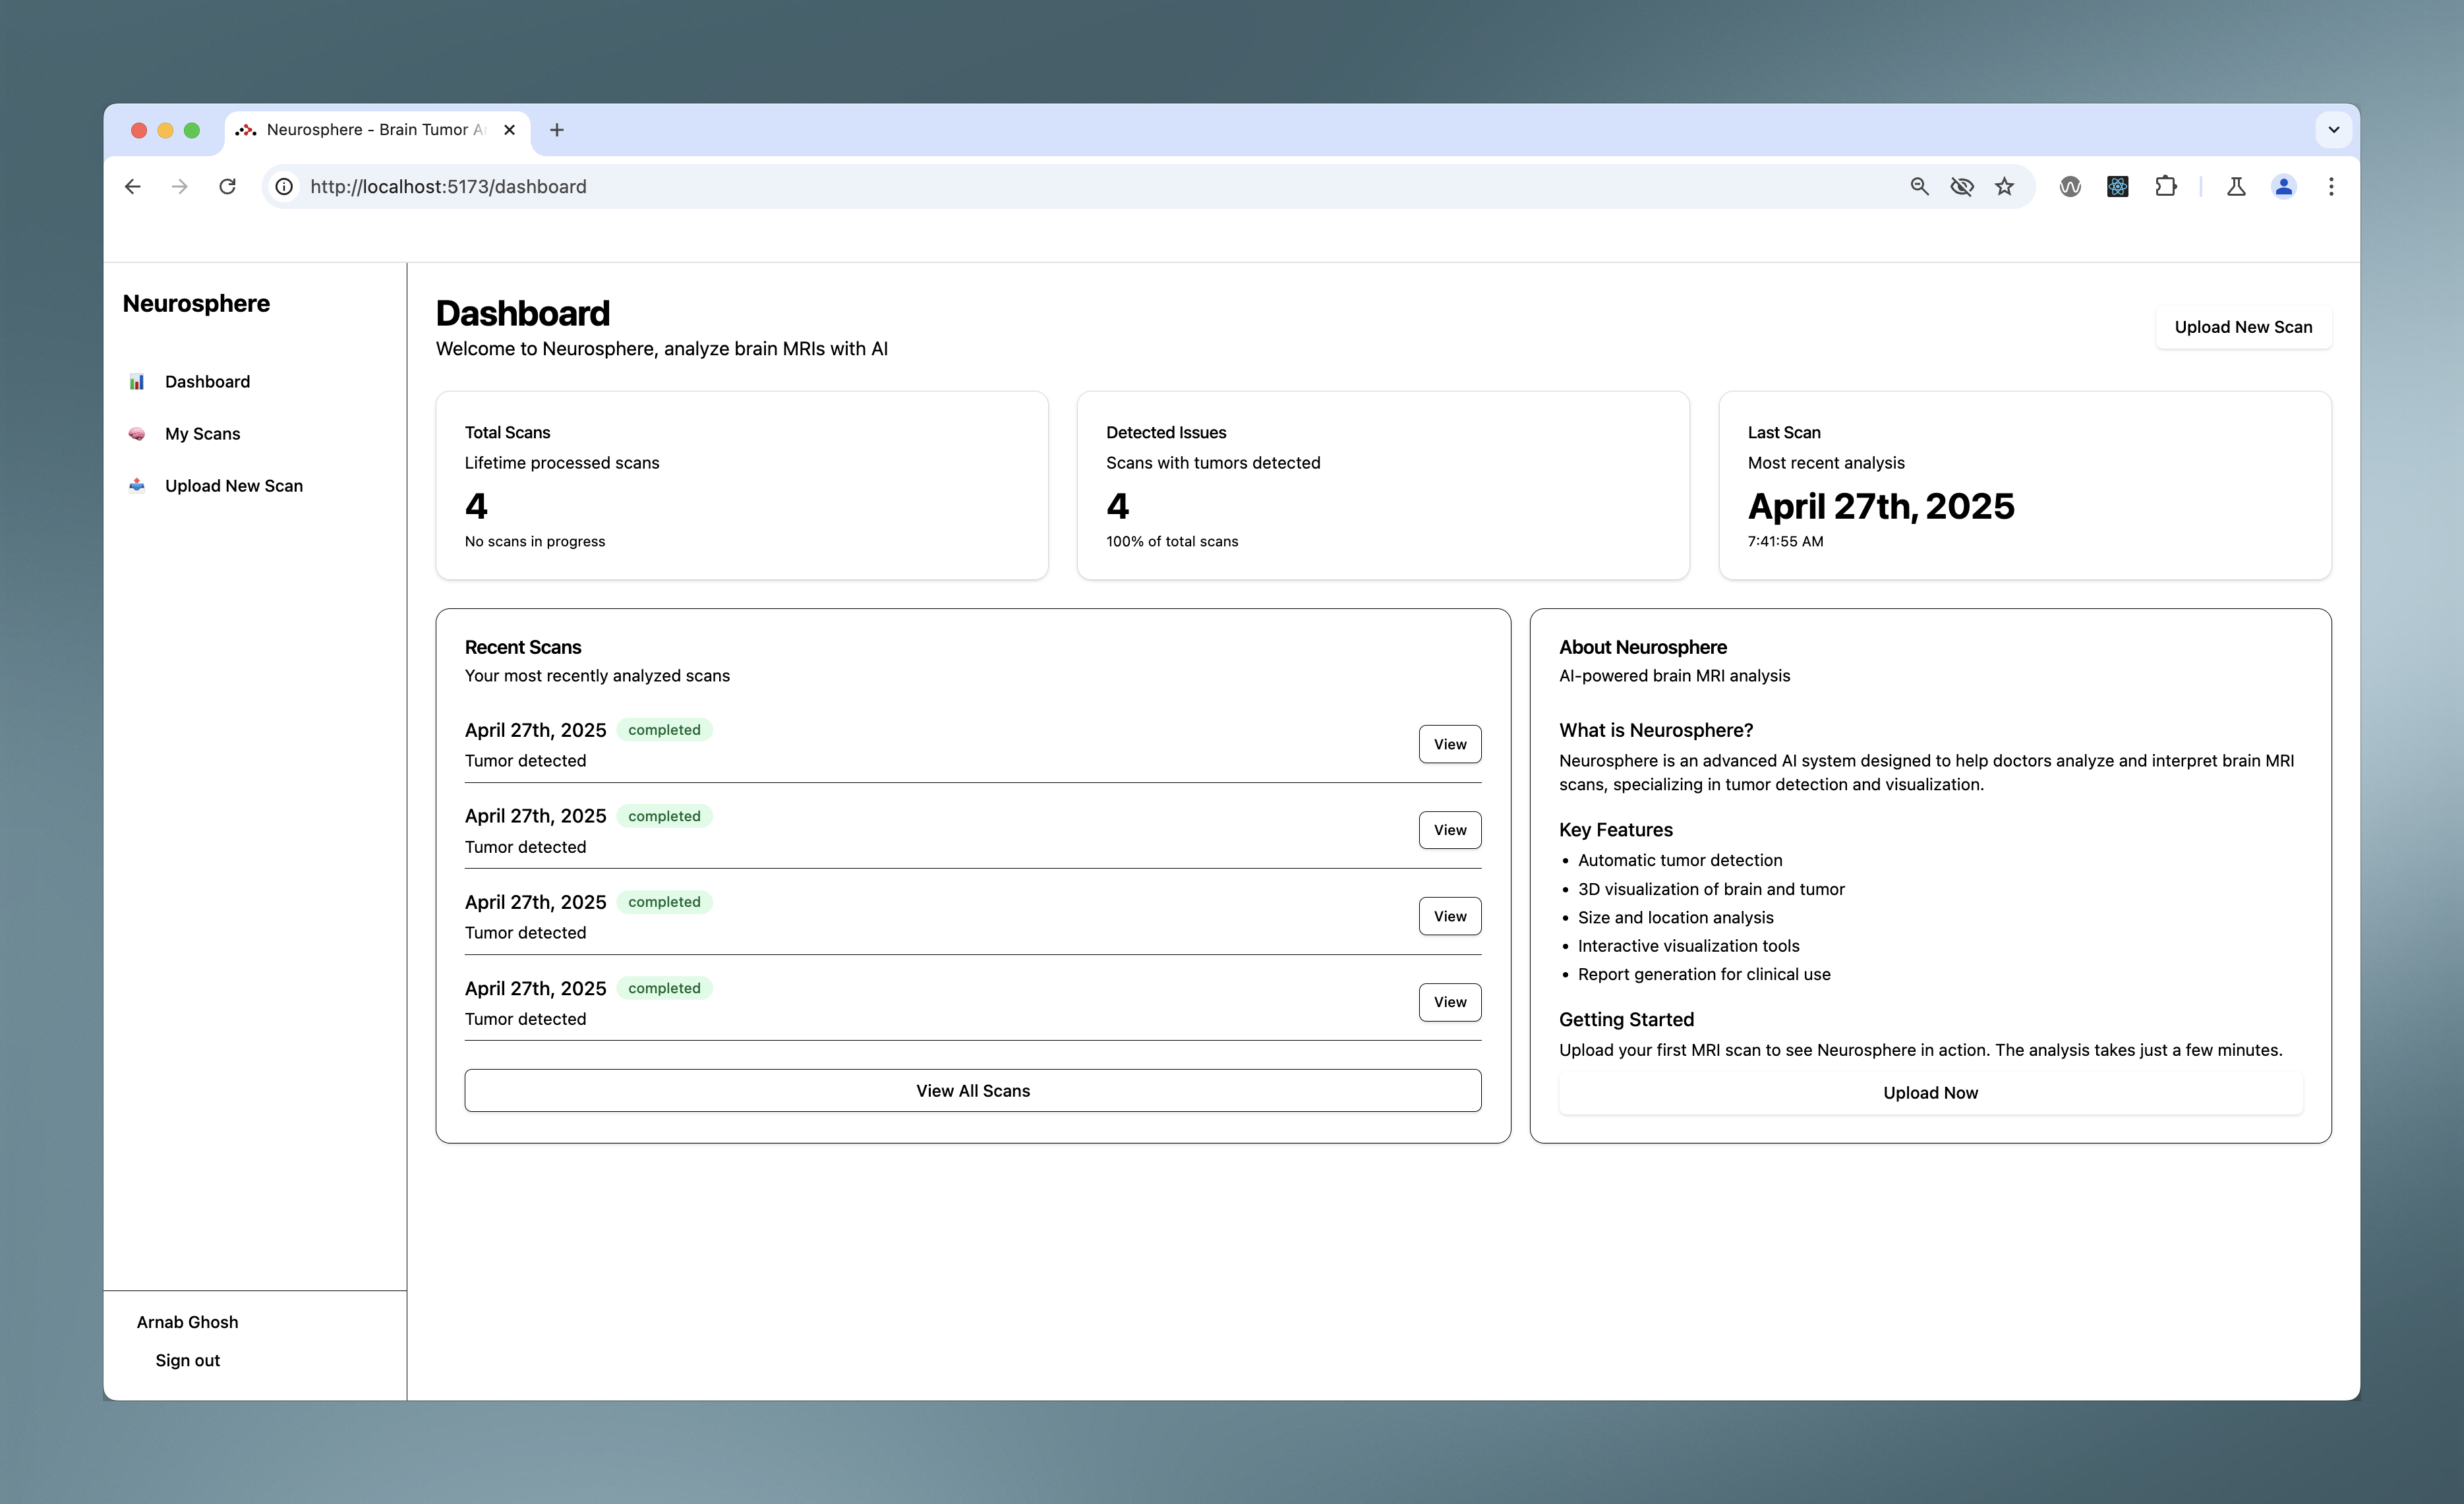 Neurosphere - Brain Tumor A
http://localhost:5173/dashboard
Neurosphere
Dashboard
My Scans
Upload New Scan
Arnab Ghosh
Sign out
Dashboard
Welcome to Neurosphere, analyze brain MRIs with AI
Upload New Scan
Total Scans
Lifetime processed scans
4
No scans in progress
Detected Issues
Scans with tumors detected
4
100% of total scans
Last Scan
Most recent analysis
April 27th, 2025
7:41:55 AM
Recent Scans
Your most recently analyzed scans
April 27th, 2025 completed
Tumor detected
View
April 27th, 2025 completed
Tumor detected
View
April 27th, 2025 completed
Tumor detected
View
April 27th, 2025 completed
Tumor detected
View
View All Scans
About Neurosphere
AI-powered brain MRI analysis
What is Neurosphere?
Neurosphere is an advanced AI system designed to help doctors analyze and interpret brain MRI
scans, specializing in tumor detection and visualization.
Key Features
• Automatic tumor detection
• 3D visualization of brain and tumor
• Size and location analysis
• Interactive visualization tools
• Report generation for clinical use
Getting Started
Upload your first MRI scan to see Neurosphere in action. The analysis takes just a few minutes.
Upload Now